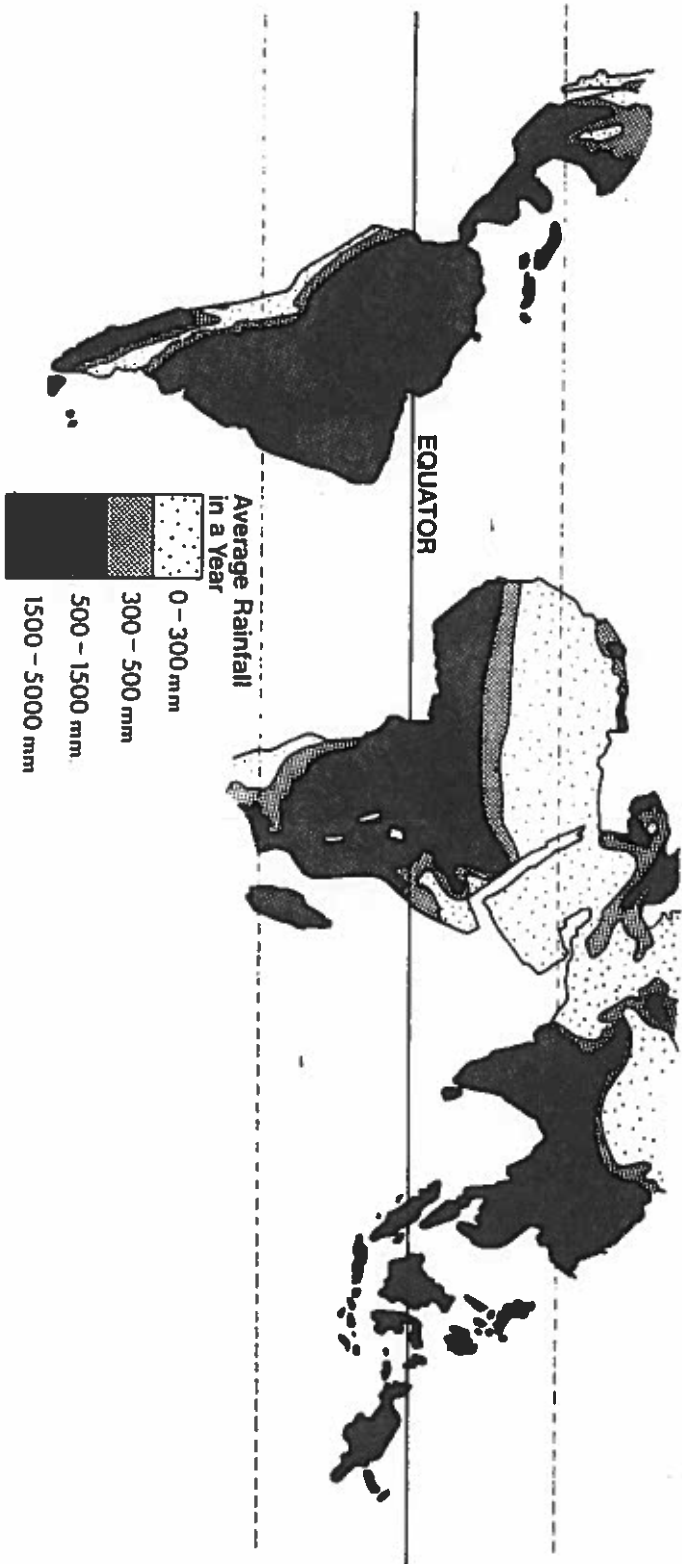 EQUATOR
Average Rainfall
in a Year
0–300 mm
300–500 mm
500–1500 mm
1500–5000 mm